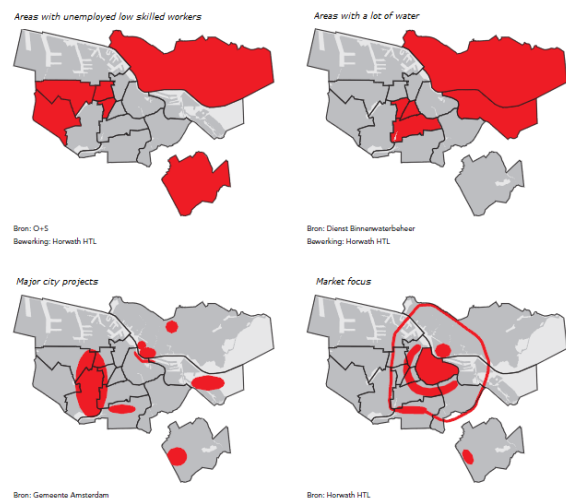 Areas with unemployed low skilled workers
Areas with a lot of water
Bron: O+S
Bewerking: Horwath HTL
Bron: Dienst Binnenwaterbeheer
Bewerking: Horwath HTL
Major city projects
Market focus
Bron: Gemeente Amsterdam
Bron: Horwath HTL